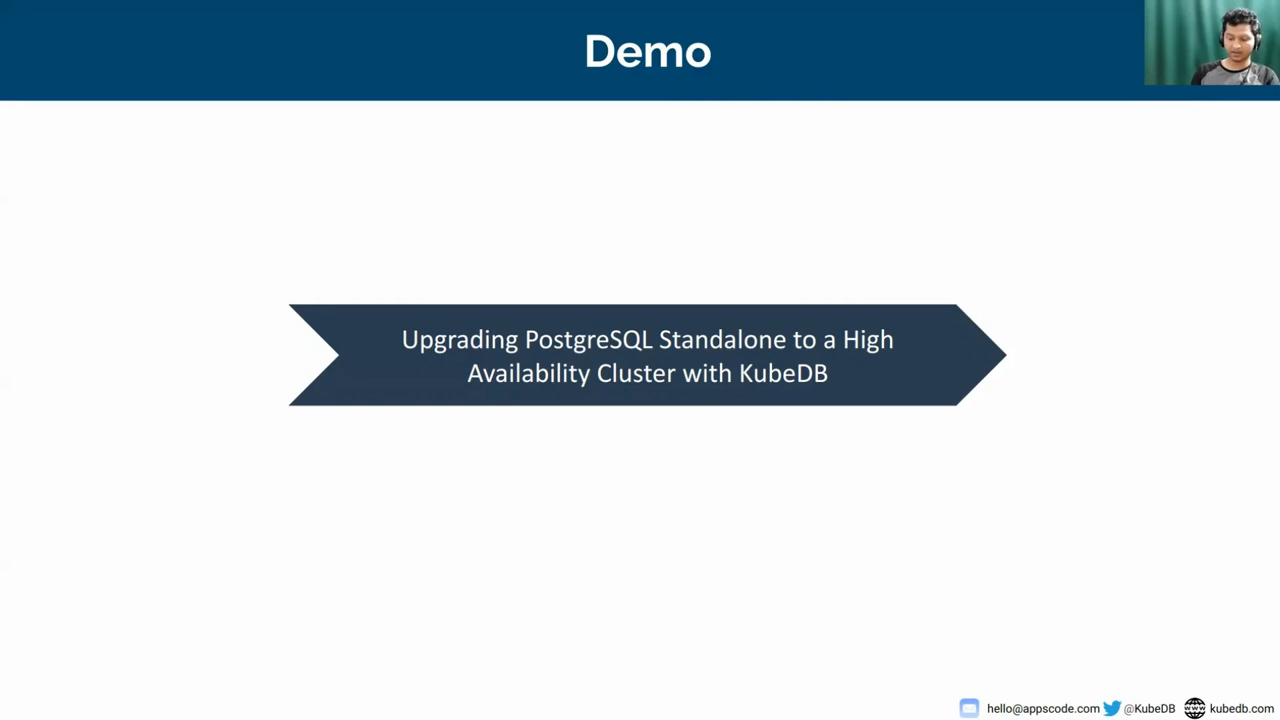 Demo
Upgrading PostgreSQL Standalone to a High
Availability Cluster with KubeDB
hello@appscode.com @KubeDB kubedb.com